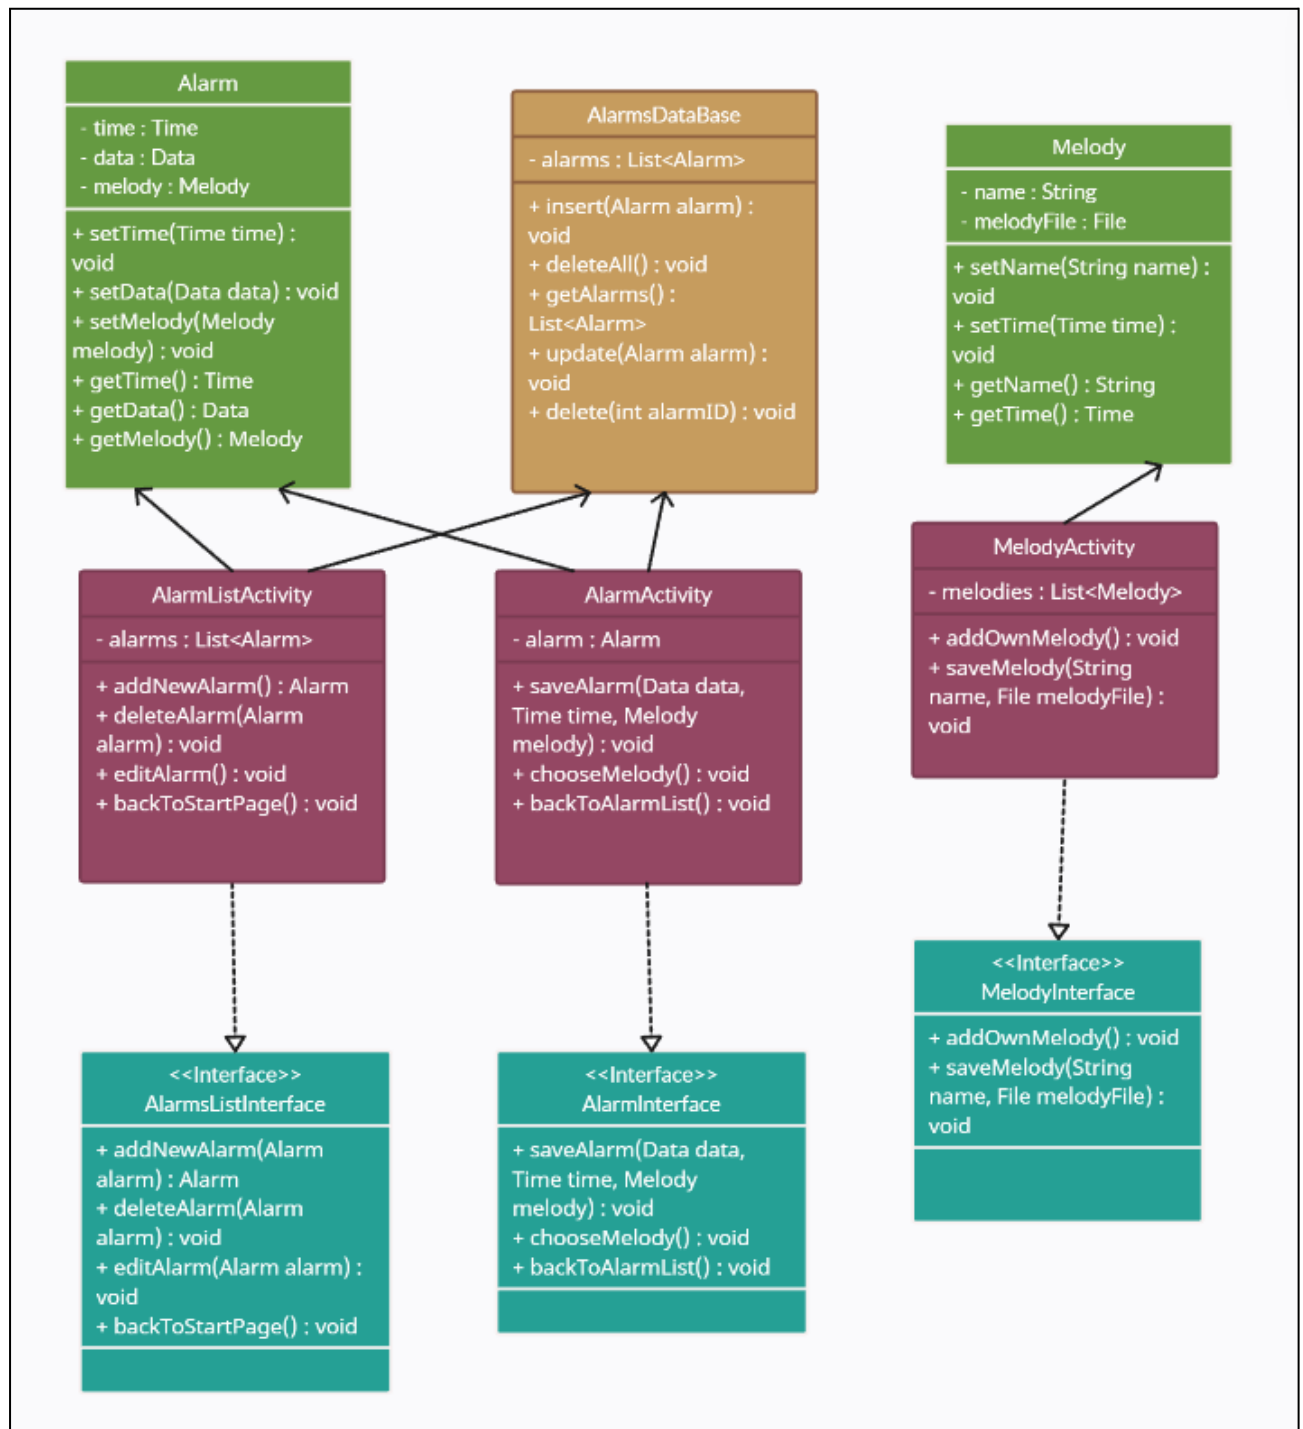 Alarm
- time : Time
- data : Data
- melody : Melody
+ setTime(Time time) :
void
+ setData(Data data) : void
+ setMelody(Melody
melody) : void
+ getTime() : Time
+ getData() : Data
+ getMelody() : Melody
AlarmsDataBase
- alarms : List<Alarm>
+ insert(Alarm alarm) :
void
+ deleteAll() : void
+ getAlarms() :
List<Alarm>
+ update(Alarm alarm) :
void
+ delete(int alarmID) : void
Melody
- name : String
- melodyFile : File
+ setName(String name) :
void
+ setTime(Time time) :
void
+ getName() : String
+ getTime() : Time
AlarmListActivity
- alarms : List<Alarm>
+ addNewAlarm() : Alarm
+ deleteAlarm(Alarm
alarm) : void
+ editAlarm() : void
+ backToStartPage() : void
AlarmActivity
- alarm : Alarm
+ saveAlarm(Data data,
Time time, Melody
melody) : void
+ chooseMelody() : void
+ backToAlarmList() : void
MelodyActivity
- melodies : List<Melody>
+ addOwnMelody() : void
+ saveMelody(String
name, File melodyFile) :
void
<<Interface>>
AlarmsListInterface
+ addNewAlarm(Alarm
alarm) : Alarm
+ deleteAlarm(Alarm
alarm) : void
+ editAlarm(Alarm alarm) :
void
+ backToStartPage() : void
<<Interface>>
AlarmInterface
+ saveAlarm(Data data,
Time time, Melody
melody) : void
+ chooseMelody() : void
+ backToAlarmList() : void
<<Interface>>
MelodyInterface
+ addOwnMelody() : void
+ saveMelody(String
name, File melodyFile) :
void